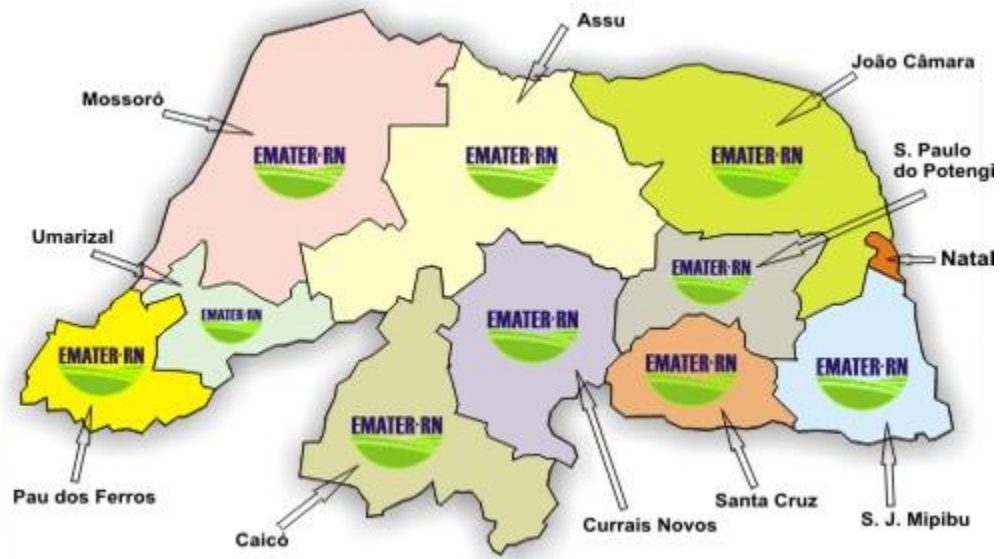 Assu
João Câmara
Mossoró
S. Paulo
do Potengi
EMATER-RN
EMATER-RN
EMATER-RN
Umarizal
Natal
EMATER-RN
EMATER-RN
EMATER-RN
EMATER-RN
EMATER-RN
EMATER-RN
EMATER-RN
Pau dos Ferros
Santa Cruz
S. J. Mipibu
Currais Novos
Caicó